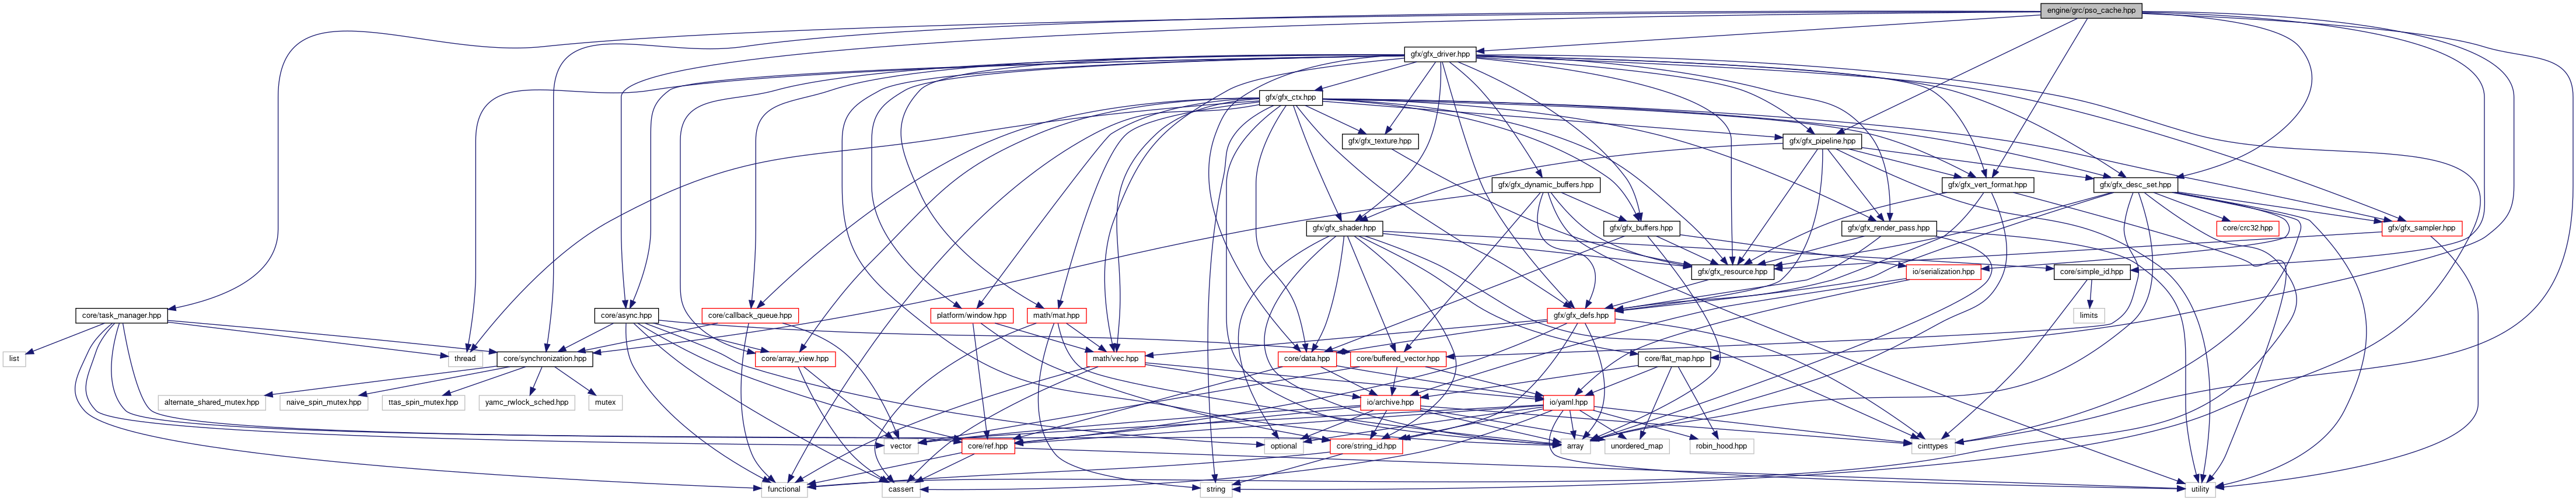 engine/grc/pso_cache.hpp
gfx/gfx_driver.hpp
gfx/gfx_ctx.hpp
gfx/gfx_texture.hpp
gfx/gfx_pipeline.hpp
gfx/gfx_dynamic_buffers.hpp
gfx/gfx_vert_format.hpp
gfx/gfx_desc_set.hpp
gfx/gfx_shader.hpp
gfx/gfx_buffers.hpp
gfx/gfx_render_pass.hpp
core/crc32.hpp
gfx/gfx_sampler.hpp
gfx/gfx_resource.hpp
io/serialization.hpp
core/simple_id.hpp
core/task_manager.hpp
core/async.hpp
core/callback_queue.hpp
platform/window.hpp
math/mat.hpp
gfx/gfx_defs.hpp
limits
list
thread
core/synchronization.hpp
core/array_view.hpp
math/vec.hpp
core/data.hpp
core/buffered_vector.hpp
core/flat_map.hpp
alternate_shared_mutex.hpp
naive_spin_mutex.hpp
ttas_spin_mutex.hpp
yamc_rwlock_sched.hpp
mutex
io/archive.hpp
io/yaml.hpp
vector
core/ref.hpp
optional
core/string_id.hpp
array
unordered_map
robin_hood.hpp
cinttypes
functional
cassert
string
utility